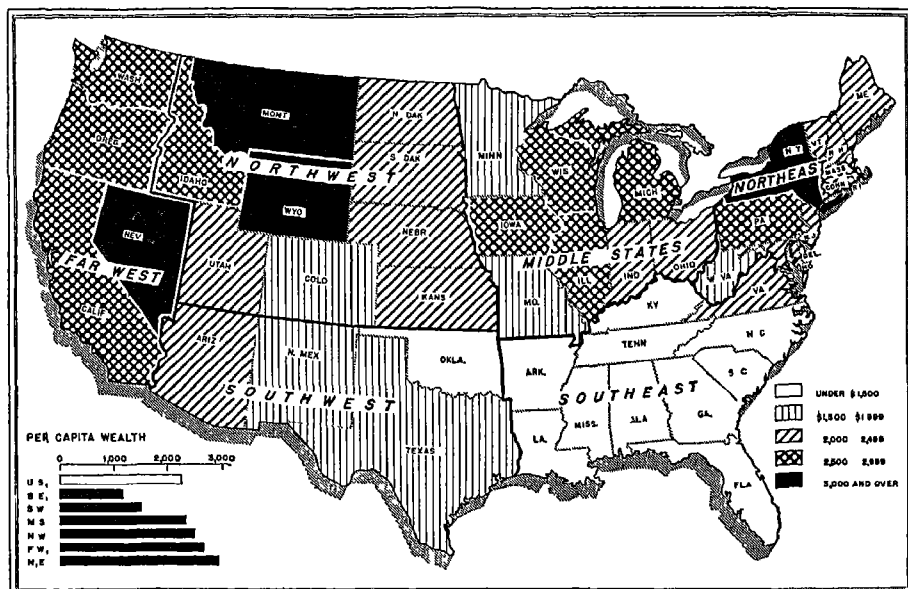 WASH.
MONT
N. DAK
MINN
ME.
OREG
IDAHO
NORTHWEST
S. DAK
WIS
MICH
N Y
VT
N H
MASS
CONN
R I
NORTHEAST
WYO
NEV.
FAR WEST
UTAH
COLO
NEBR
IOWA
MIDDLE STATES
PA
N. J.
DEL
MD
CALIF
KANS
MO.
ILL
IND
OHIO
W VA
VA
KY
ARIZ
N. MEX
OKLA.
ARK.
TENN
N C
S C
SOUTHWEST
SOUTHEAST
TEXAS
LA.
MISS.
ALA
GA.
FLA
UNDER $1,500
$1,500 $1 999
2,000 2,499
2,500 2,999
3,000 AND OVER
PER CAPITA WEALTH
0 1,000 2,000 3,000
U S,
S E,
S W
M S
N W
F W,
N,E